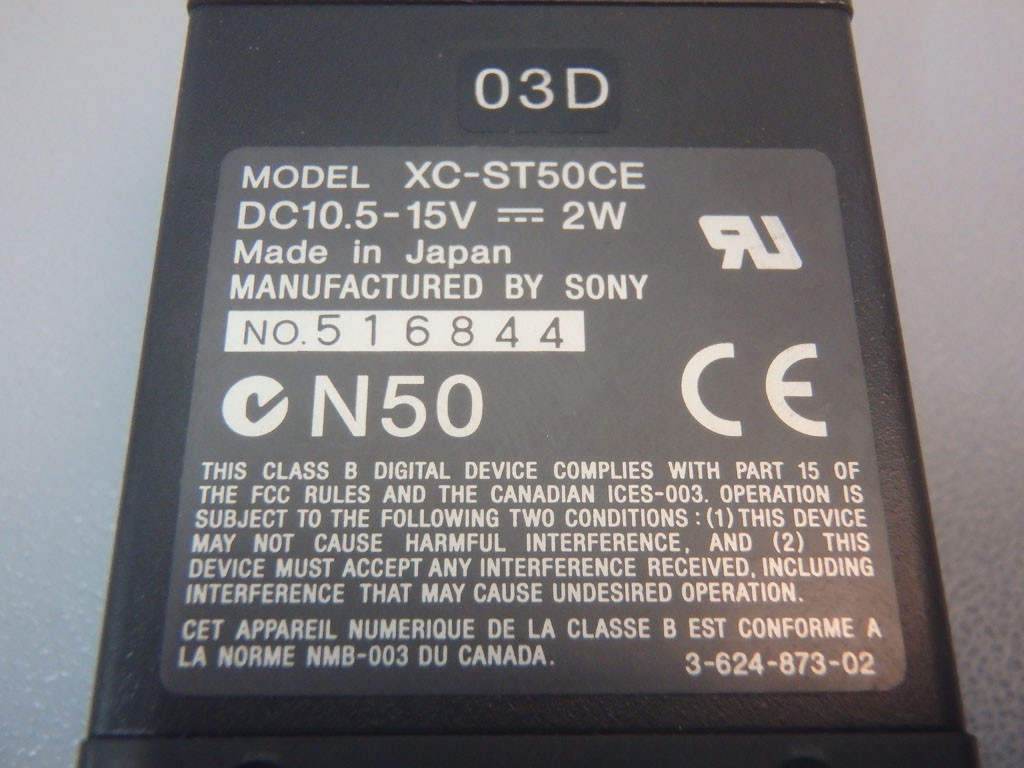 03D
MODEL XC-ST50CE
DC10.5-15V ⎓ 2W
Made in Japan
MANUFACTURED BY SONY
NO. 516844
N50
CE
THIS CLASS B DIGITAL DEVICE COMPLIES WITH PART 15 OF
THE FCC RULES AND THE CANADIAN ICES-003. OPERATION IS
SUBJECT TO THE FOLLOWING TWO CONDITIONS : (1) THIS DEVICE
MAY NOT CAUSE HARMFUL INTERFERENCE, AND (2) THIS
DEVICE MUST ACCEPT ANY INTERFERENCE RECEIVED, INCLUDING
INTERFERENCE THAT MAY CAUSE UNDESIRED OPERATION.
CET APPAREIL NUMERIQUE DE LA CLASSE B EST CONFORME A
LA NORME NMB-003 DU CANADA.
3-624-873-02